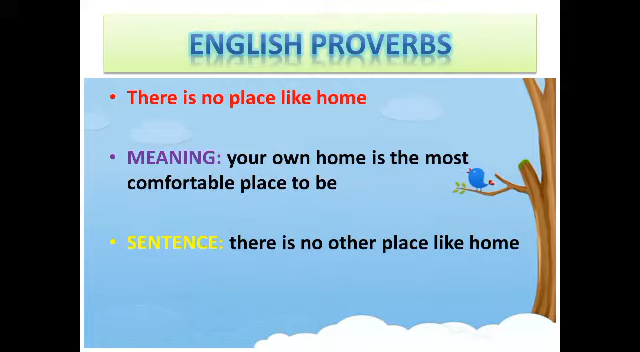 ENGLISH PROVERBS
• There is no place like home
• MEANING: your own home is the most
comfortable place to be
• SENTENCE: there is no other place like home